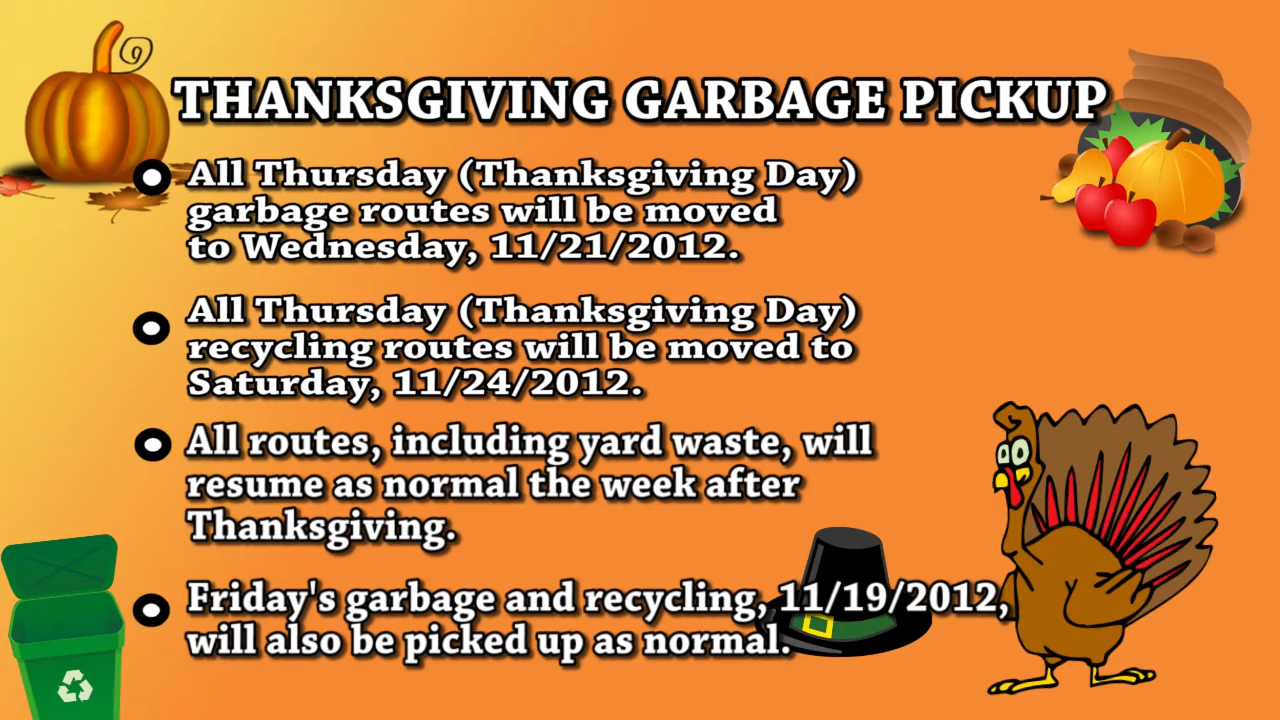 THANKSGIVING GARBAGE PICKUP
All Thursday (Thanksgiving Day)
garbage routes will be moved
to Wednesday, 11/21/2012.
All Thursday (Thanksgiving Day)
recycling routes will be moved to
Saturday, 11/24/2012.
All routes, including yard waste, will
resume as normal the week after
Thanksgiving.
Friday's garbage and recycling, 11/19/2012,
will also be picked up as normal.